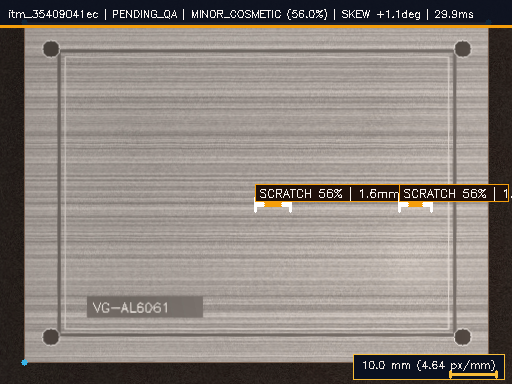 itm_35409041ec | PENDING_QA | MINOR_COSMETIC (56.0%) | SKEW +1.1deg | 29.9ms
SCRATCH 56% | 1.6mm SCRATCH 56% | 1.
VG-AL6061
10.0 mm (4.64 px/mm)